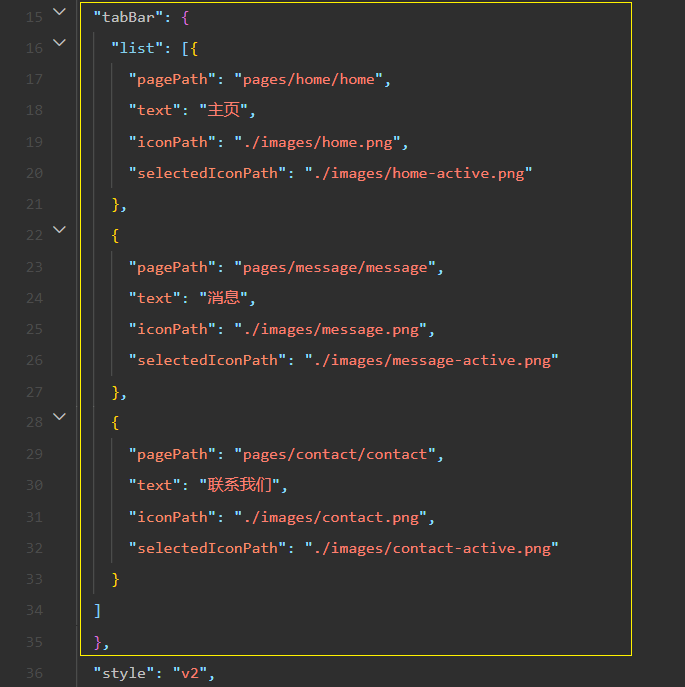 15 "tabBar": {
16 "list": [{
17 "pagePath": "pages/home/home",
18 "text": "主页",
19 "iconPath": "./images/home.png",
20 "selectedIconPath": "./images/home-active.png"
21 },
22 {
23 "pagePath": "pages/message/message",
24 "text": "消息",
25 "iconPath": "./images/message.png",
26 "selectedIconPath": "./images/message-active.png"
27 },
28 {
29 "pagePath": "pages/contact/contact",
30 "text": "联系我们",
31 "iconPath": "./images/contact.png",
32 "selectedIconPath": "./images/contact-active.png"
33 }
34 ]
35 },
36 "style": "v2",